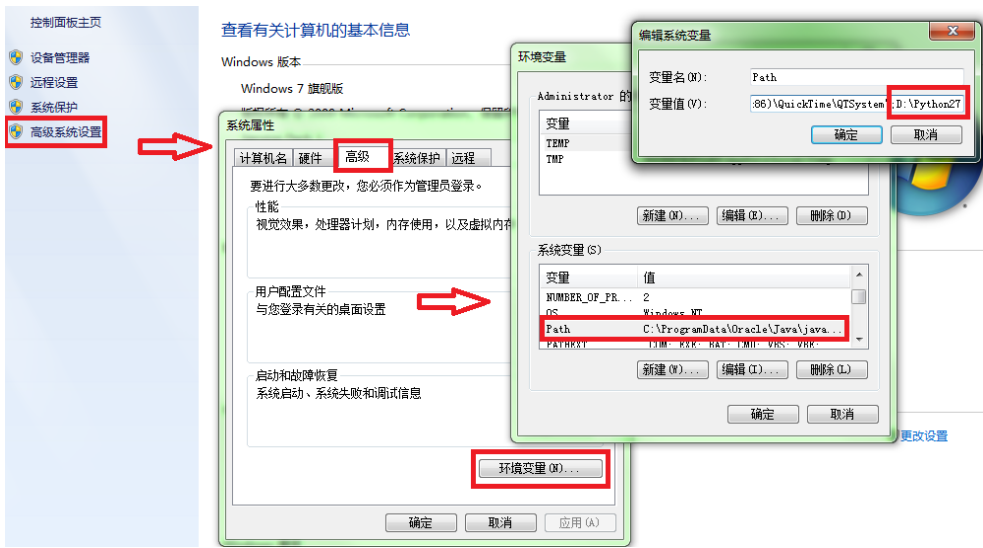 控制面板主页
设备管理器
远程设置
系统保护
高级系统设置
查看有关计算机的基本信息
Windows 版本
Windows 7 旗舰版
系统属性
计算机名 硬件 高级 系统保护 远程
要进行大多数更改，您必须作为管理员登录。
性能
视觉效果，处理器计划，内存使用，以及虚拟内存
用户配置文件
与您登录有关的桌面设置
启动和故障恢复
系统启动、系统失败和调试信息
环境变量(N)...
确定 取消 应用(A)
环境变量
Administrator 的
变量
TEMP
TMP
新建(N)... 编辑(E)... 删除(D)
系统变量(S)
变量 值
NUMBER_OF_PR... 2
OS Windows_NT
Path C:\ProgramData\Oracle\Java\java...
新建(W)... 编辑(I)... 删除(L)
确定 取消
编辑系统变量
变量名(N): Path
变量值(V): :86)\QuickTime\QTSystem";D:\Python27
确定 取消
更改设置